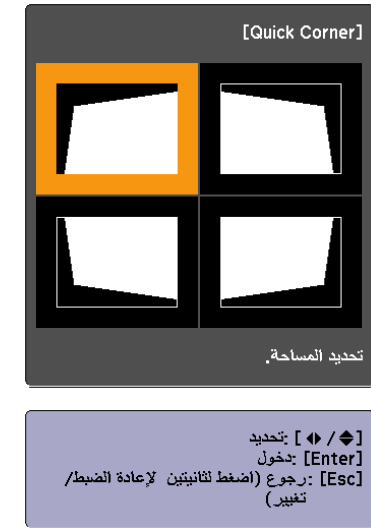 [Quick Corner]
تحديد المساحة.
[⬍ / ⬌] :تحديد
[Enter] :دخول
[Esc] :رجوع (اضغط لثانيتين لإعادة الضبط/
تغيير)